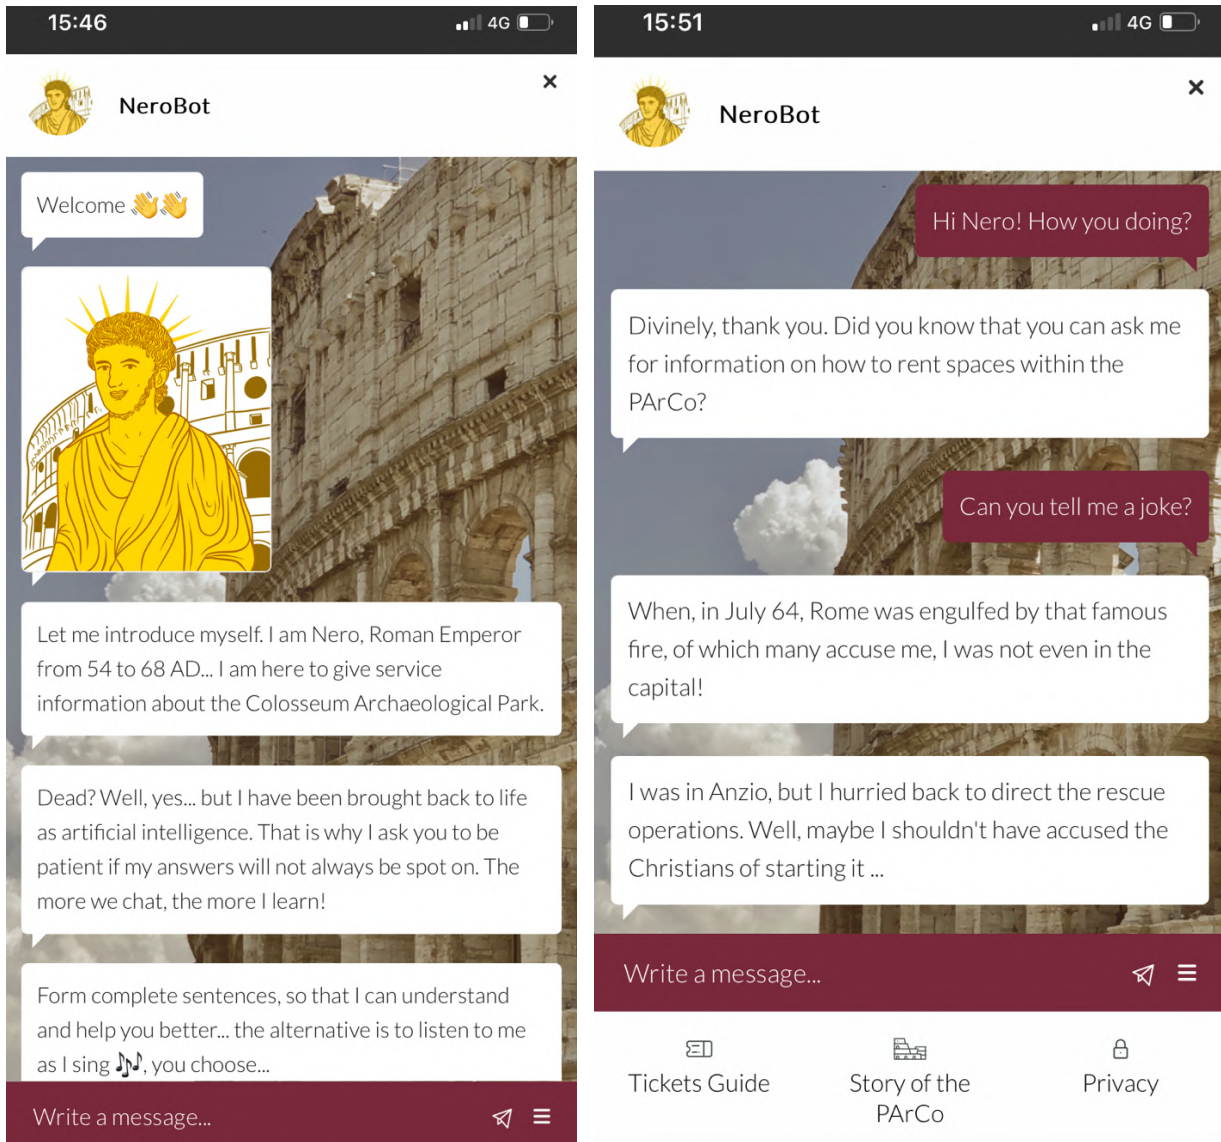 15:46
4G
NeroBot
Welcome 👋👋
Let me introduce myself. I am Nero, Roman Emperor
from 54 to 68 AD... I am here to give service
information about the Colosseum Archaeological Park.
Dead? Well, yes... but I have been brought back to life
as artificial intelligence. That is why I ask you to be
patient if my answers will not always be spot on. The
more we chat, the more I learn!
Form complete sentences, so that I can understand
and help you better... the alternative is to listen to me
as I sing 🎶, you choose...
Write a message...
15:51
4G
NeroBot
Hi Nero! How you doing?
Divinely, thank you. Did you know that you can ask me
for information on how to rent spaces within the
PArCo?
Can you tell me a joke?
When, in July 64, Rome was engulfed by that famous
fire, of which many accuse me, I was not even in the
capital!
I was in Anzio, but I hurried back to direct the rescue
operations. Well, maybe I shouldn't have accused the
Christians of starting it ...
Write a message...
Tickets Guide
Story of the
PArCo
Privacy